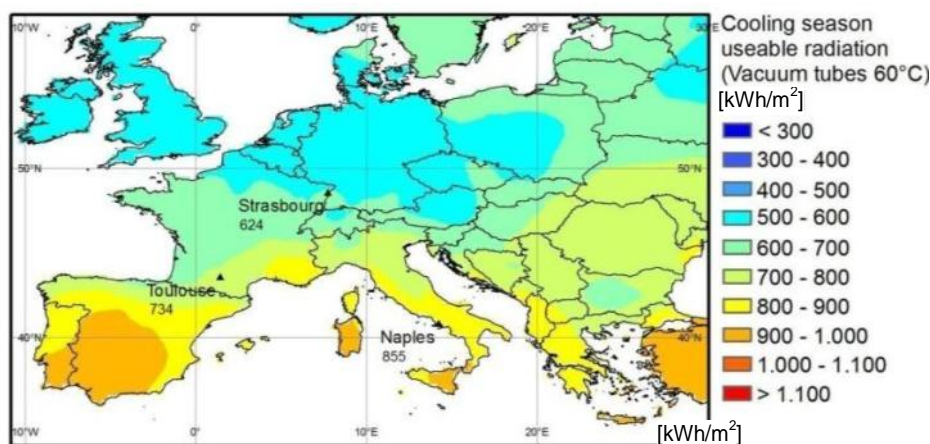 10°W
0°
10°E
20°E
30°E
50°N
50°N
40°N
40°N
10°W
0°
10°E
20°E
Strasbourg
624
Toulouse
734
Naples
855
Cooling season
useable radiation
(Vacuum tubes 60°C)
[kWh/m²]
< 300
300 - 400
400 - 500
500 - 600
600 - 700
700 - 800
800 - 900
900 - 1.000
1.000 - 1.100
> 1.100
[kWh/m²]